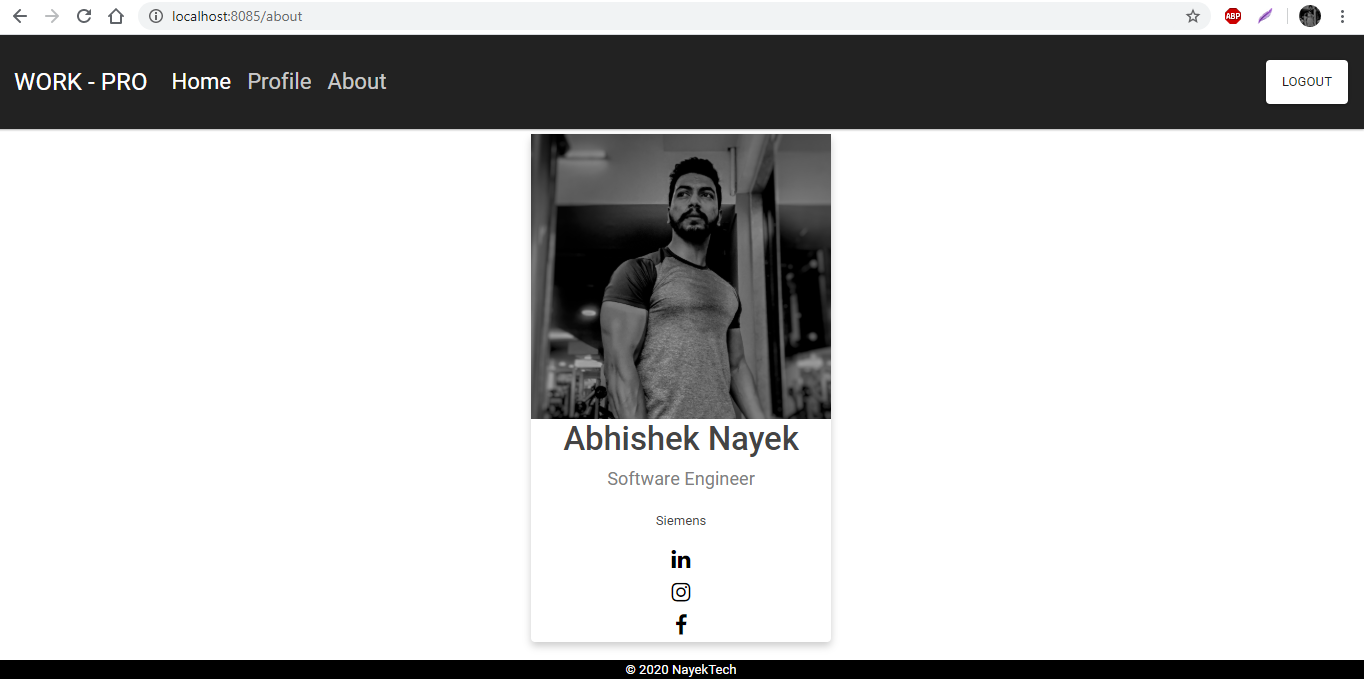 localhost:8085/about
ABP
WORK - PRO Home Profile About LOGOUT
Abhishek Nayek
Software Engineer
Siemens
in
f
© 2020 NayekTech